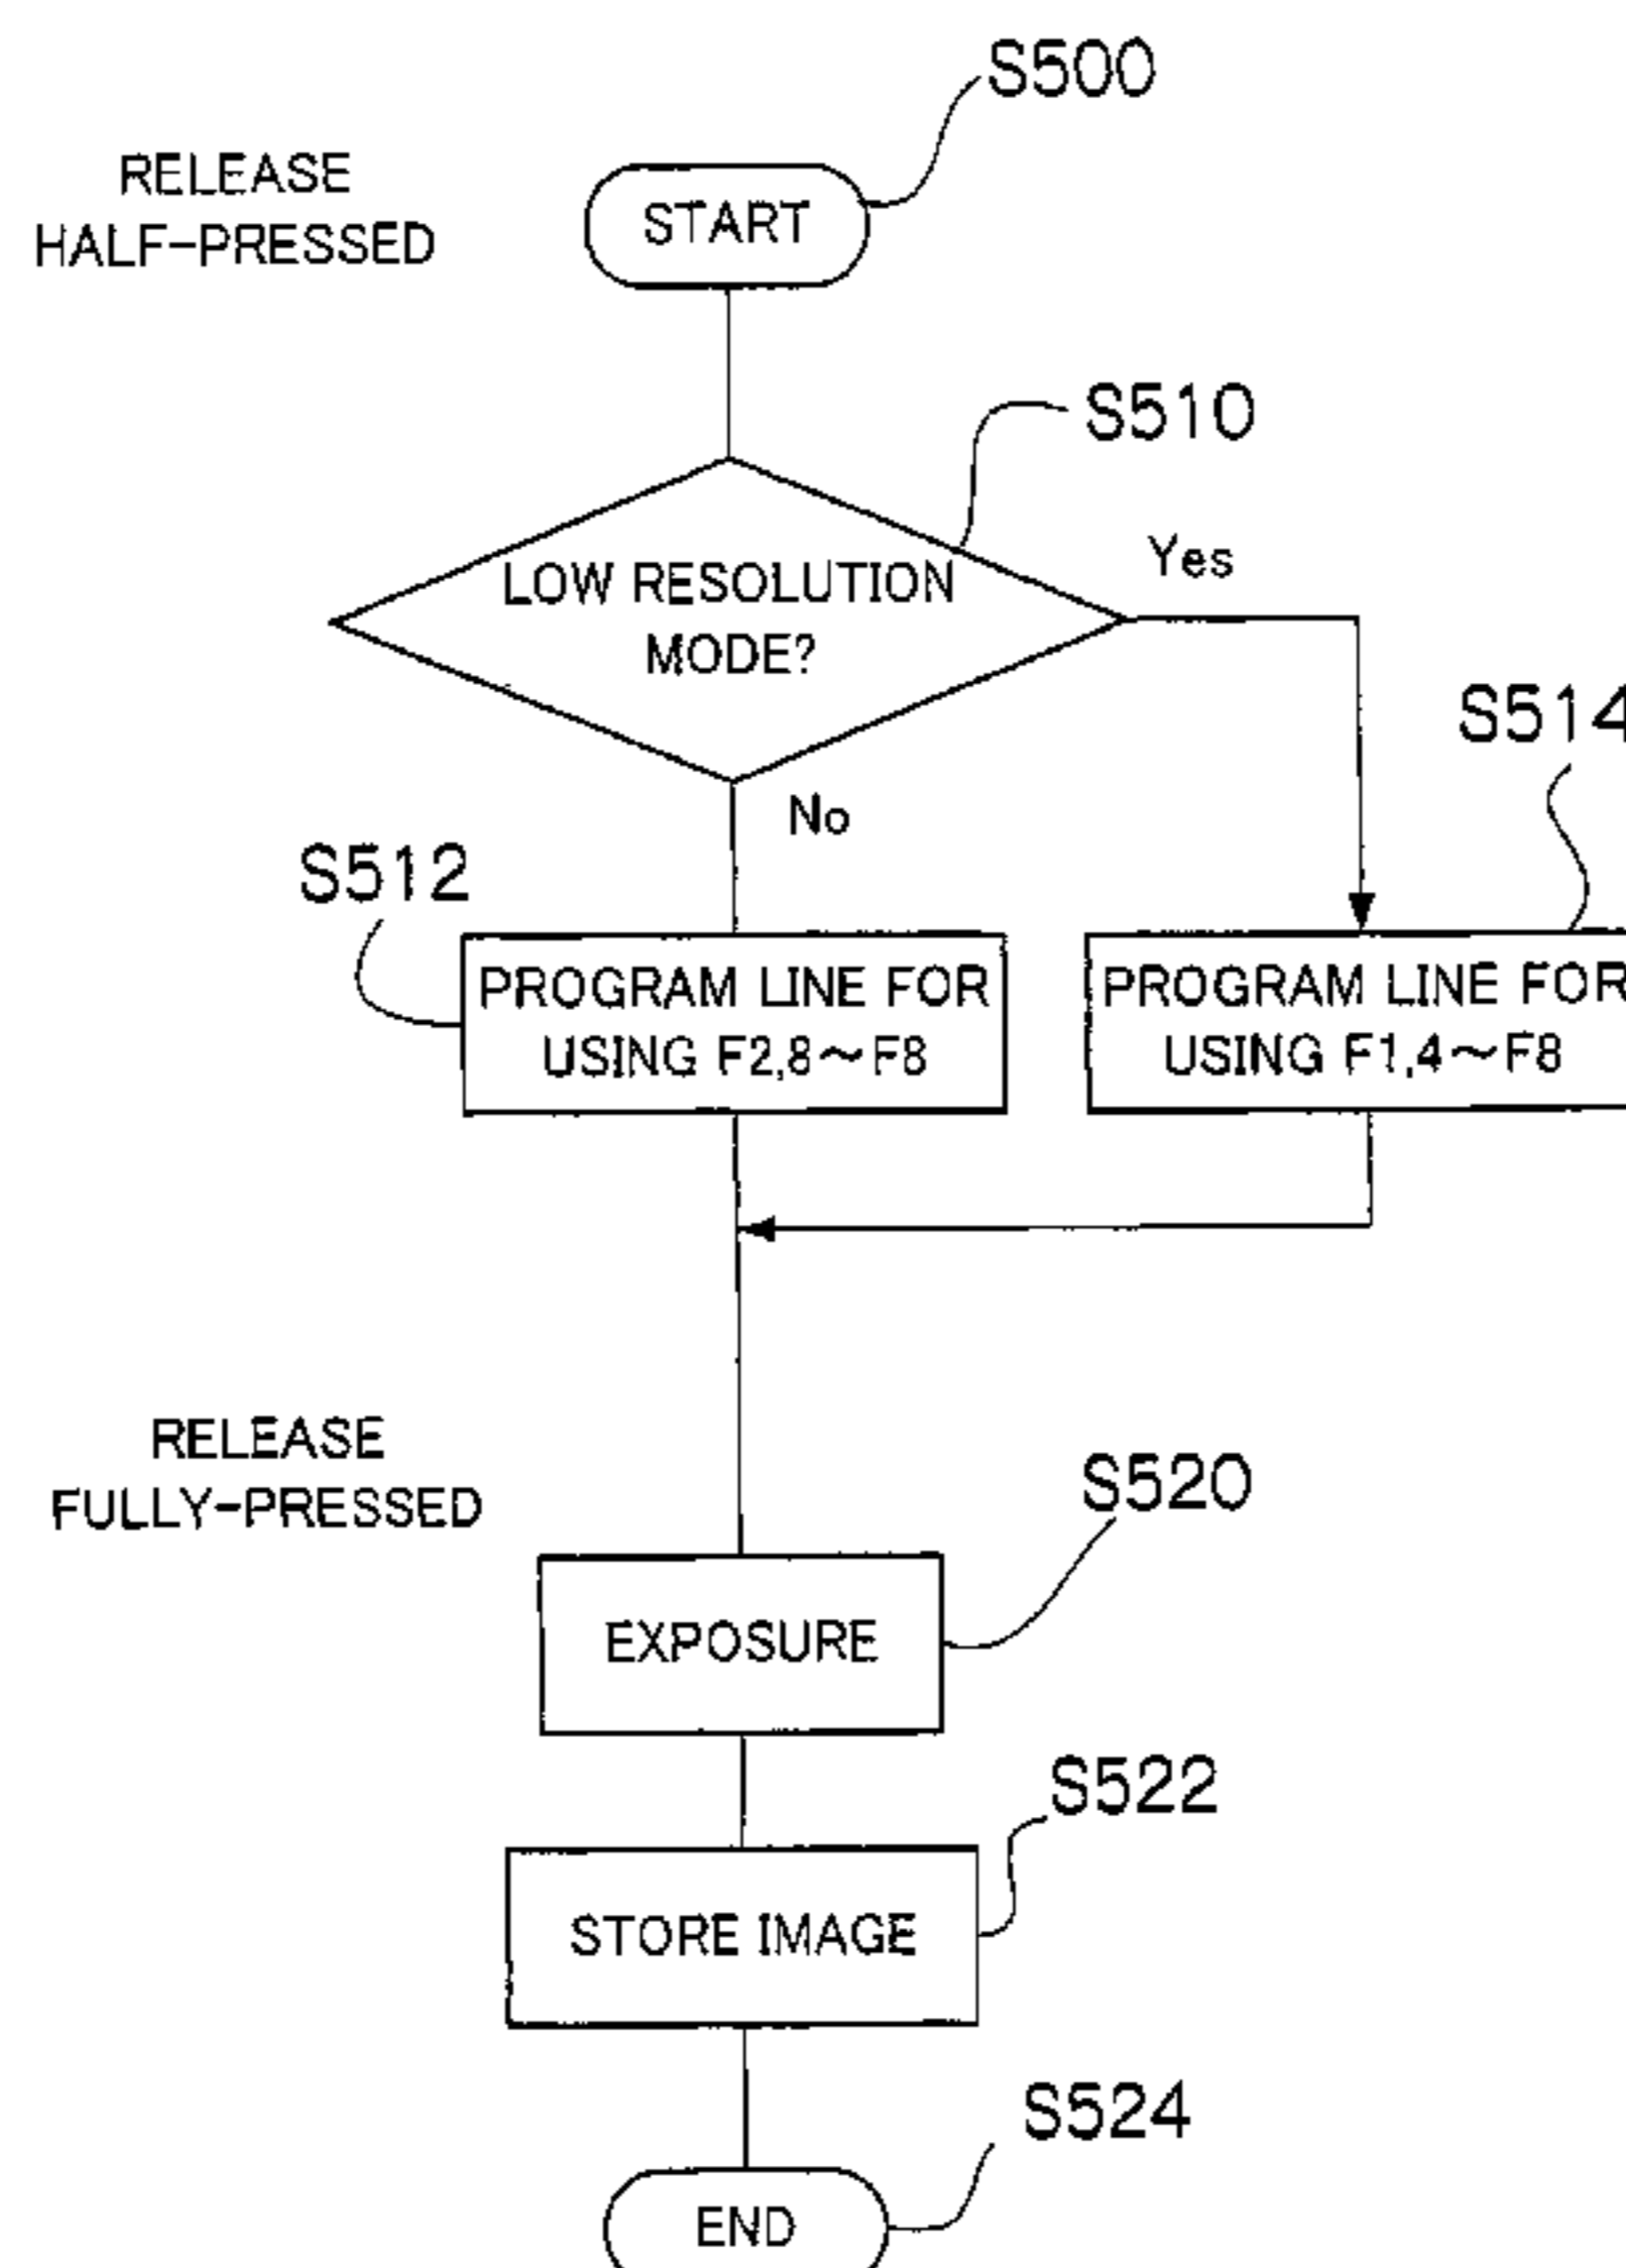 S500
RELEASE
HALF-PRESSED
START
S510
LOW RESOLUTION
MODE?
Yes
No
S512
S514
PROGRAM LINE FOR
USING F2,8~F8
PROGRAM LINE FOR
USING F1,4~F8
RELEASE
FULLY-PRESSED
S520
EXPOSURE
S522
STORE IMAGE
S524
END